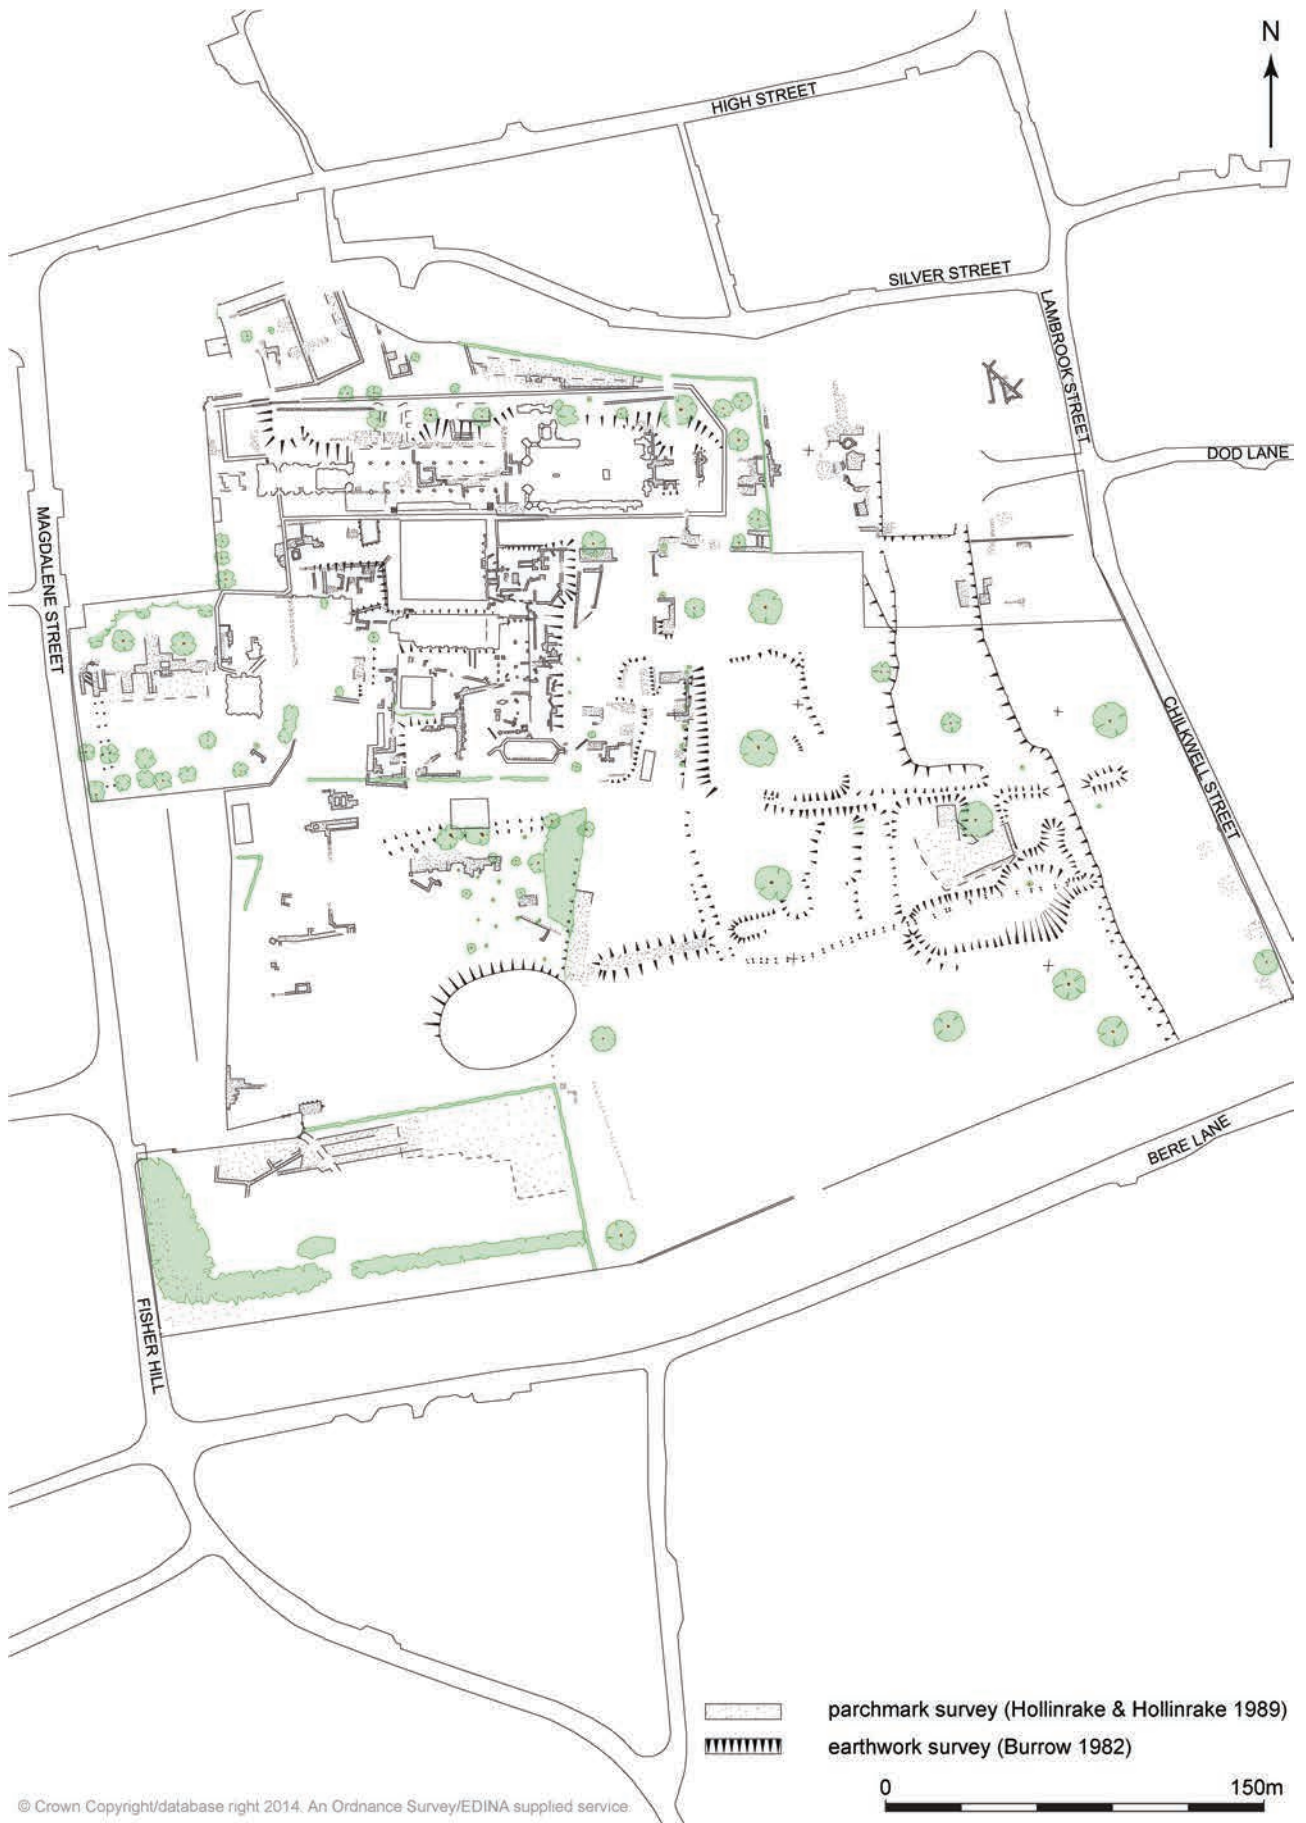 N
HIGH STREET
SILVER STREET
LAMBROOK STREET
DOD LANE
MAGDALENE STREET
CHILKWELL STREET
BERE LANE
FISHER HILL
parchmark survey (Hollinrake & Hollinrake 1989)
earthwork survey (Burrow 1982)
0 150m
© Crown Copyright/database right 2014. An Ordnance Survey/EDINA supplied service.